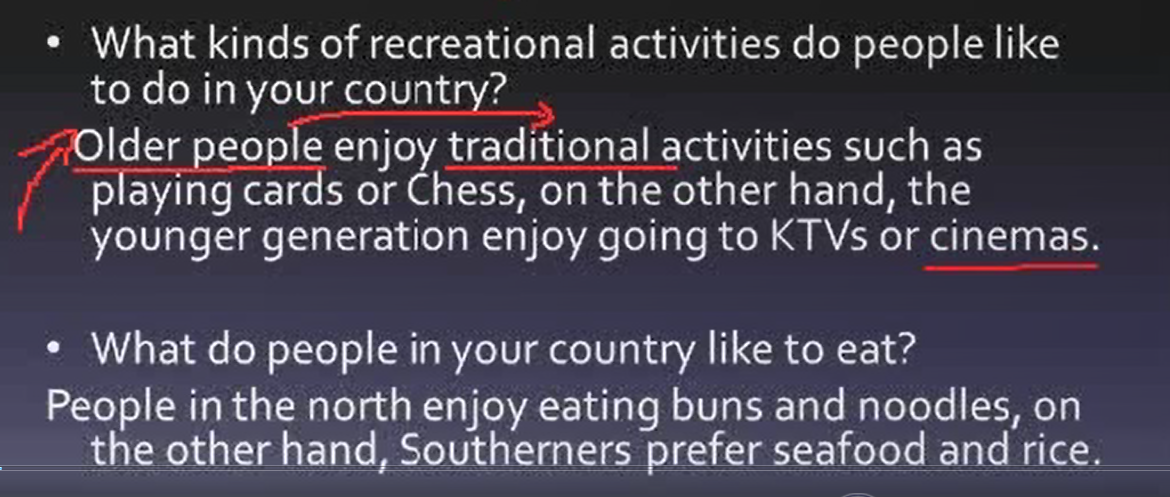 • What kinds of recreational activities do people like
to do in your country?
Older people enjoy traditional activities such as
playing cards or Chess, on the other hand, the
younger generation enjoy going to KTVs or cinemas.
• What do people in your country like to eat?
People in the north enjoy eating buns and noodles, on
the other hand, Southerners prefer seafood and rice.